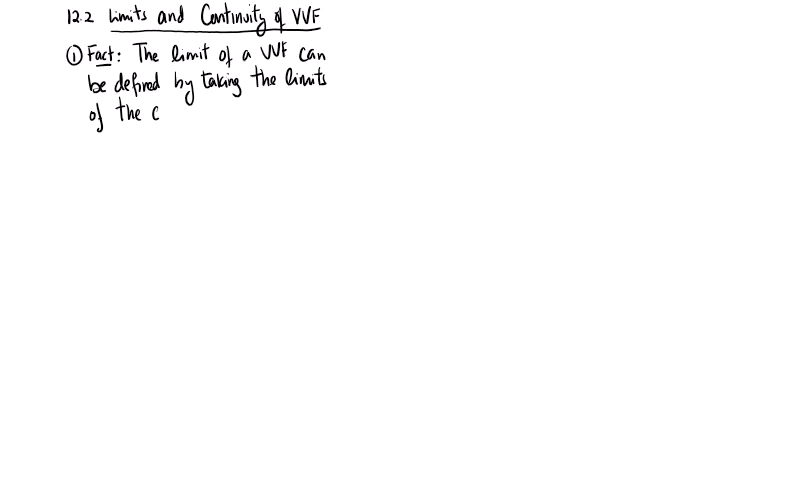 12.2 Limits and Continuity of VVF
① Fact: The limit of a VVF can
be defined by taking the limits
of the c